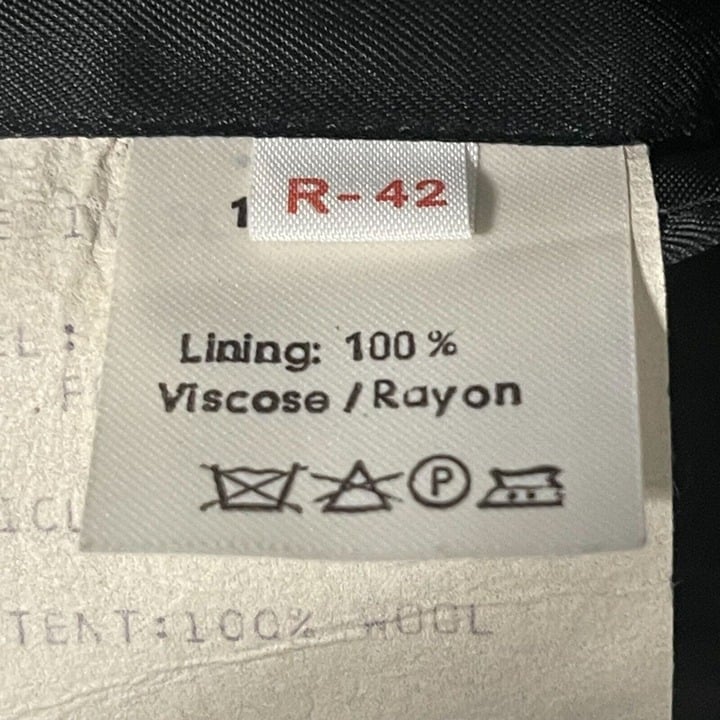 R-42
1
Lining: 100 %
Viscose / Rayon
P
TENT:100% WOOL